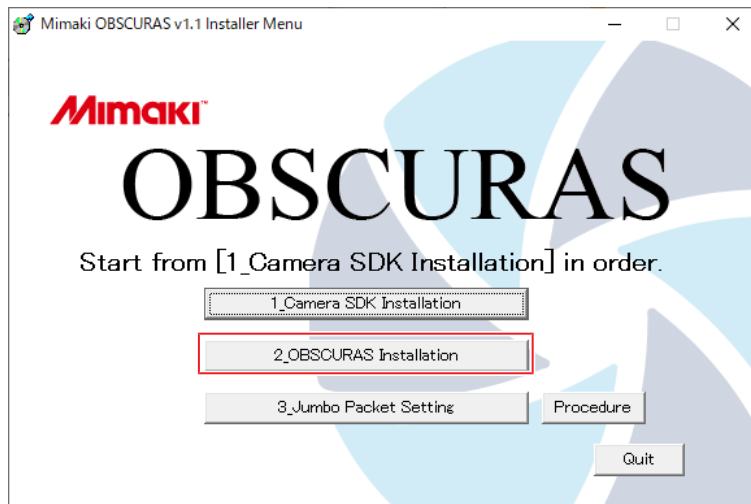 Mimaki OBSCURAS v1.1 Installer Menu
Mimaki™
OBSCURAS
Start from [1_Camera SDK Installation] in order.
1_Camera SDK Installation
2_OBSCURAS Installation
3_Jumbo Packet Setting Procedure
Quit